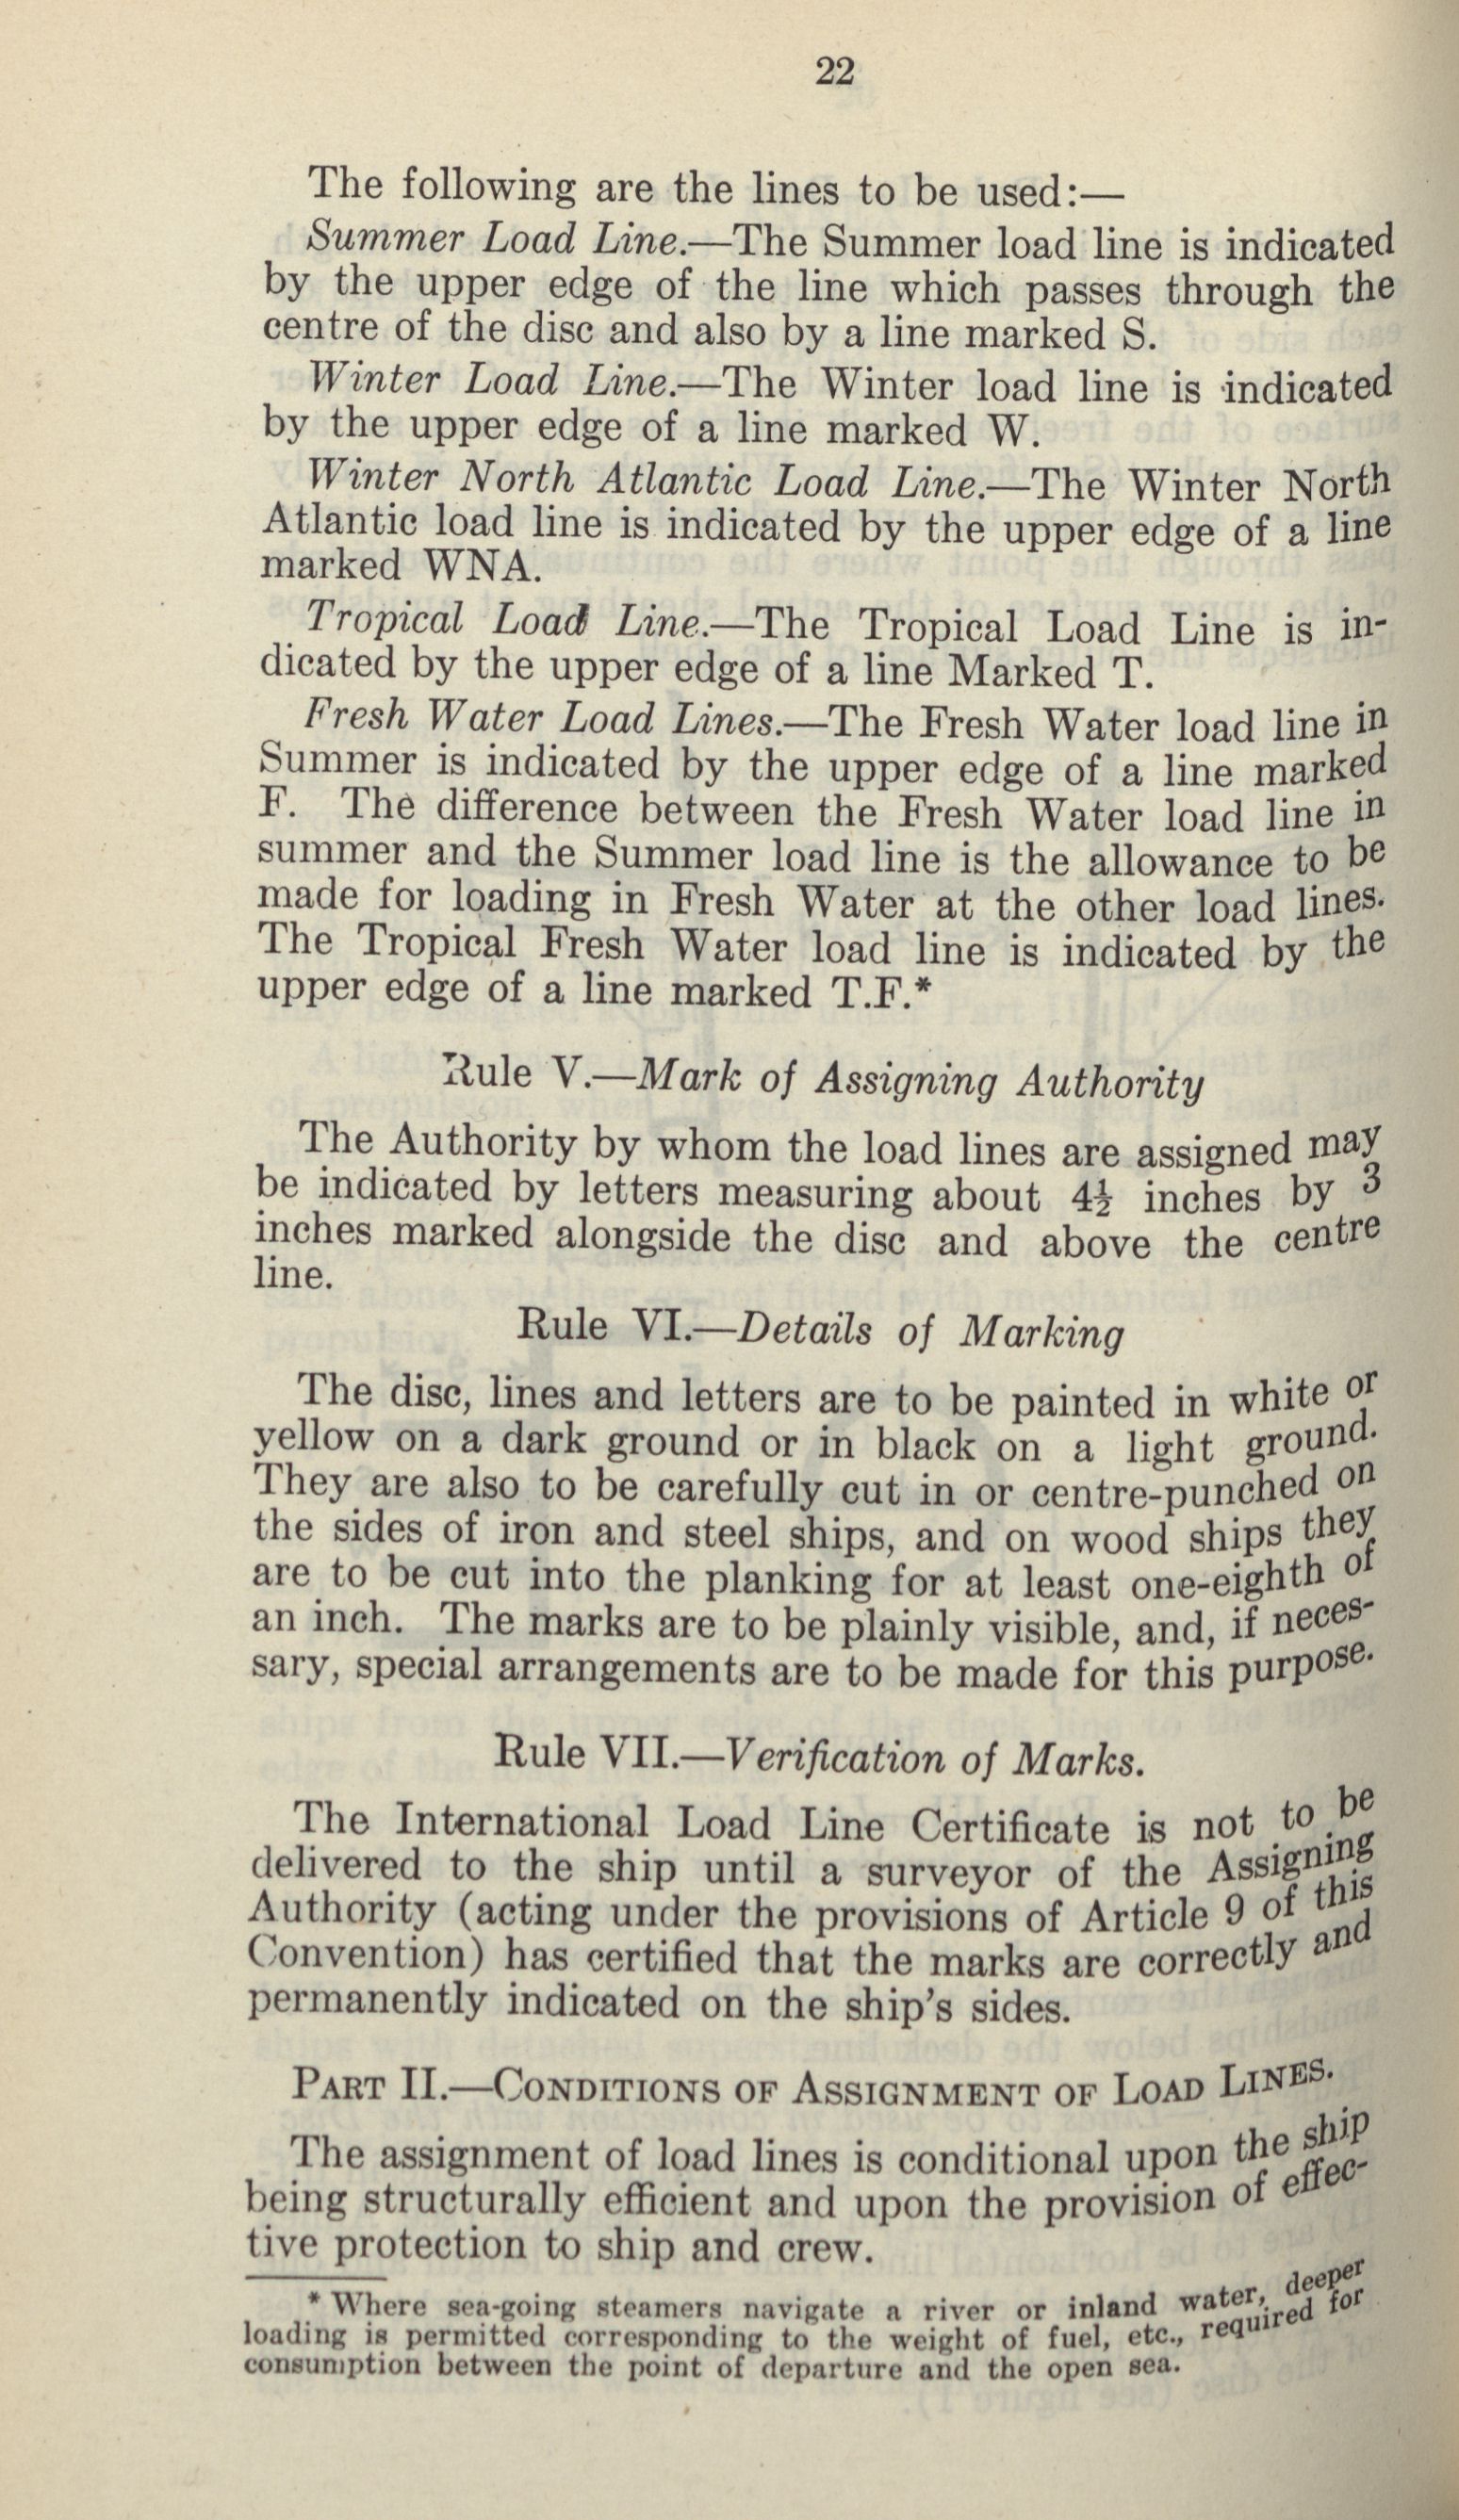 22
The following are the lines to be used:—
Summer Load Line.—The Summer load line is indicated
by the upper edge of the line which passes through the
centre of the disc and also by a line marked S.
Winter Load Line.—The Winter load line is indicated
by the upper edge of a line marked W.
Winter North Atlantic Load Line.—The Winter North
Atlantic load line is indicated by the upper edge of a line
marked WNA.
Tropical Load Line.—The Tropical Load Line is in-
dicated by the upper edge of a line Marked T.
Fresh Water Load Lines.—The Fresh Water load line in
Summer is indicated by the upper edge of a line marked
F. The difference between the Fresh Water load line in
summer and the Summer load line is the allowance to be
made for loading in Fresh Water at the other load lines.
The Tropical Fresh Water load line is indicated by the
upper edge of a line marked T.F.*
Rule V.—Mark of Assigning Authority
The Authority by whom the load lines are assigned may
be indicated by letters measuring about 4½ inches by 3
inches marked alongside the disc and above the centre
line.
Rule VI.—Details of Marking
The disc, lines and letters are to be painted in white or
yellow on a dark ground or in black on a light ground.
They are also to be carefully cut in or centre-punched on
the sides of iron and steel ships, and on wood ships they
are to be cut into the planking for at least one-eighth of
an inch. The marks are to be plainly visible, and, if neces-
sary, special arrangements are to be made for this purpose.
Rule VII.—Verification of Marks.
The International Load Line Certificate is not to be
delivered to the ship until a surveyor of the Assigning
Authority (acting under the provisions of Article 9 of this
Convention) has certified that the marks are correctly and
permanently indicated on the ship's sides.
PART II.—CONDITIONS OF ASSIGNMENT OF LOAD LINES.
The assignment of load lines is conditional upon the ship
being structurally efficient and upon the provision of effec-
tive protection to ship and crew.
* Where sea-going steamers navigate a river or inland water, deeper
loading is permitted corresponding to the weight of fuel, etc., required for
consumption between the point of departure and the open sea.